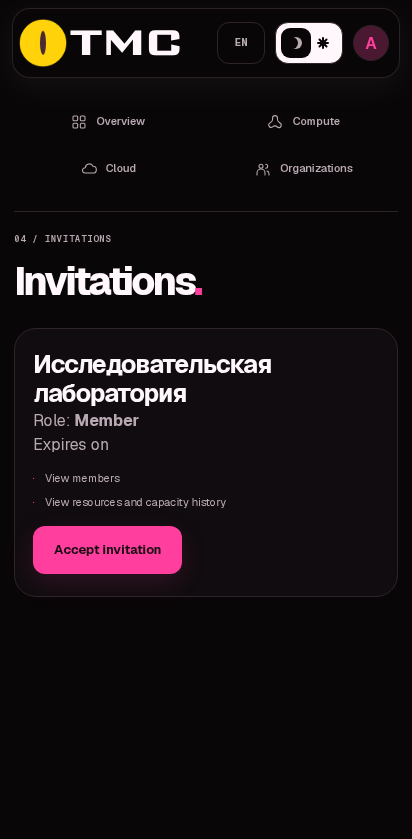 TMC
EN
A
Overview
Compute
Cloud
Organizations
04 / INVITATIONS
Invitations.
Исследовательская
лаборатория
Role: Member
Expires on
· View members
· View resources and capacity history
Accept invitation